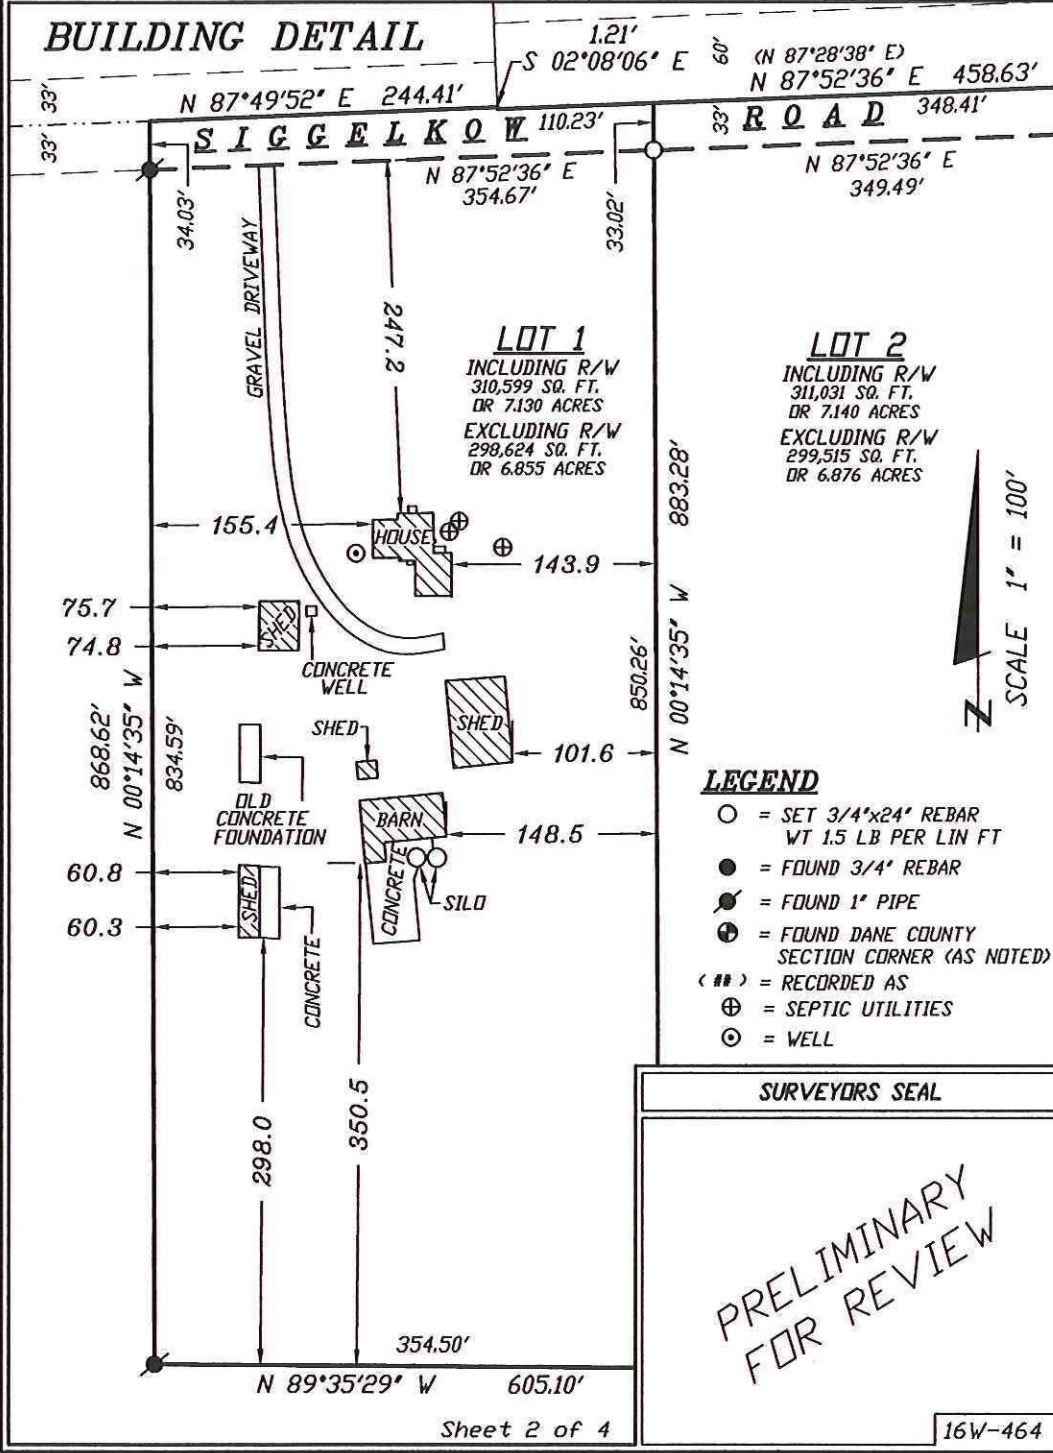 BUILDING DETAIL
1.21'
S 02°08'06" E
60'
(N 87°28'38" E)
N 87°52'36" E 458.63'
33'
33'
N 87°49'52" E 244.41'
SIGGELKOW
110.23'
33'
ROAD
348.41'
N 87°52'36" E
354.67'
N 87°52'36" E
349.49'
34.03'
33.02'
GRAVEL DRIVEWAY
247.2
LOT 1
INCLUDING R/W
310,599 SQ. FT.
OR 7.130 ACRES
EXCLUDING R/W
298,624 SQ. FT.
OR 6.855 ACRES
LOT 2
INCLUDING R/W
311,031 SQ. FT.
OR 7.140 ACRES
EXCLUDING R/W
299,515 SQ. FT.
OR 6.876 ACRES
883.28'
N 00°14'35" W
850.26'
SCALE 1" = 100'
N
155.4
HOUSE
143.9
75.7
74.8
SHED
CONCRETE
WELL
868.62'
N 00°14'35" W
834.59'
SHED
SHED
101.6
OLD
CONCRETE
FOUNDATION
BARN
148.5
CONCRETE
SILO
60.8
60.3
SHED
CONCRETE
298.0
350.5
LEGEND
= SET 3/4"x24" REBAR
WT 1.5 LB PER LIN FT
= FOUND 3/4" REBAR
= FOUND 1" PIPE
= FOUND DANE COUNTY
SECTION CORNER (AS NOTED)
( ## ) = RECORDED AS
= SEPTIC UTILITIES
= WELL
SURVEYORS SEAL
PRELIMINARY
FOR REVIEW
354.50'
N 89°35'29" W 605.10'
Sheet 2 of 4
16W-464